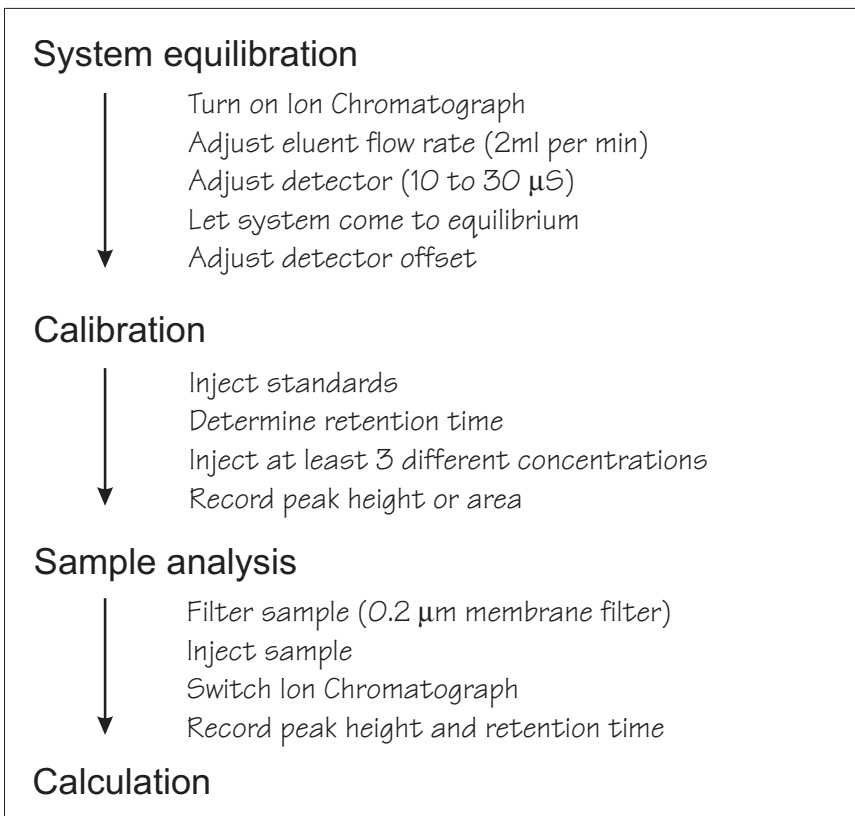 System equilibration
Turn on Ion Chromatograph
Adjust eluent flow rate (2ml per min)
Adjust detector (10 to 30 μS)
Let system come to equilibrium
Adjust detector offset
Calibration
Inject standards
Determine retention time
Inject at least 3 different concentrations
Record peak height or area
Sample analysis
Filter sample (0.2 μm membrane filter)
Inject sample
Switch Ion Chromatograph
Record peak height and retention time
Calculation